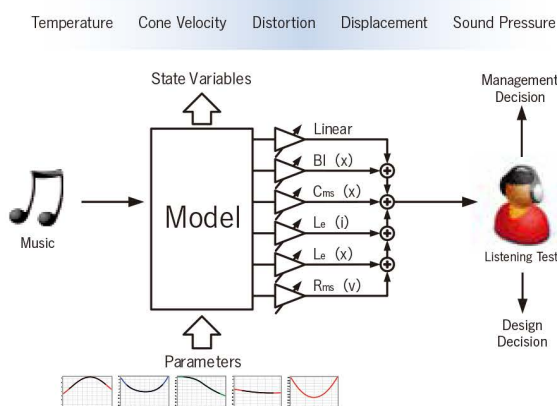 Temperature Cone Velocity Distortion Displacement Sound Pressure
State Variables
Management
Decision
Linear
Bl (x)
Cms (x)
Le (i)
Le (x)
Rms (v)
Model
Music
Listening Test
Parameters
Design
Decision